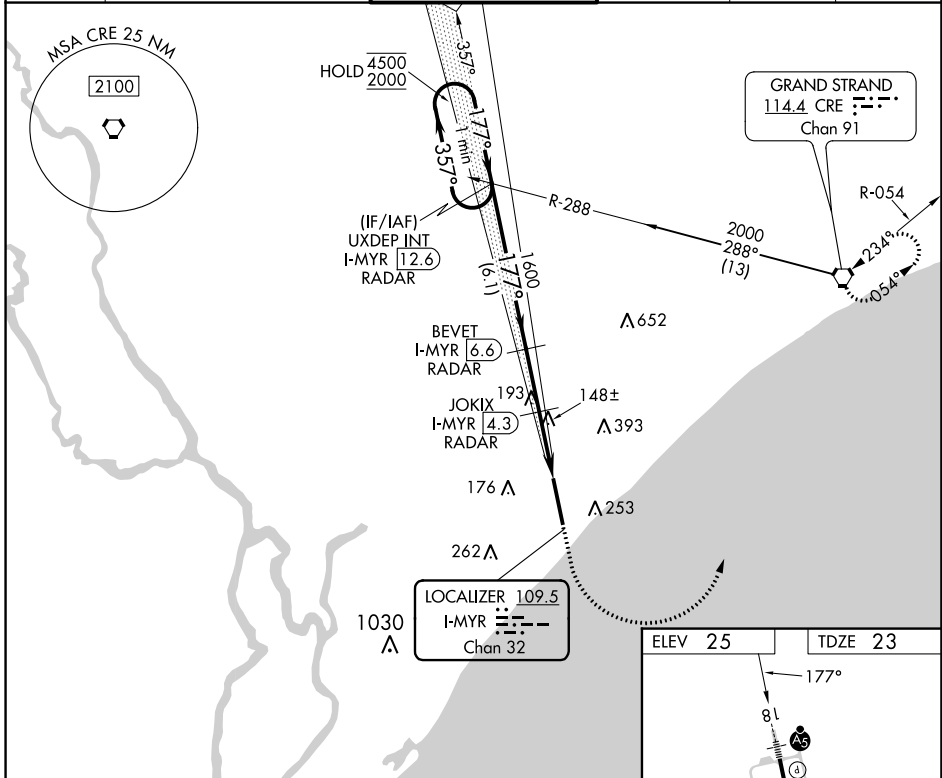 MSA CRE 25 NM
2100
HOLD 4500
2000
357°
177°
1 min
357°
GRAND STRAND
114.4 CRE
Chan 91
R-054
234°
054°
R-288
2000
288°
(13)
(IF/IAF)
UXDEP INT
I-MYR 12.6
RADAR
1600
177°
(6.1)
652
BEVET
I-MYR 6.6
RADAR
193
148±
JOKIX
I-MYR 4.3
RADAR
393
176
253
262
LOCALIZER 109.5
I-MYR
Chan 32
1030
ELEV 25
TDZE 23
177°
18
A5
P